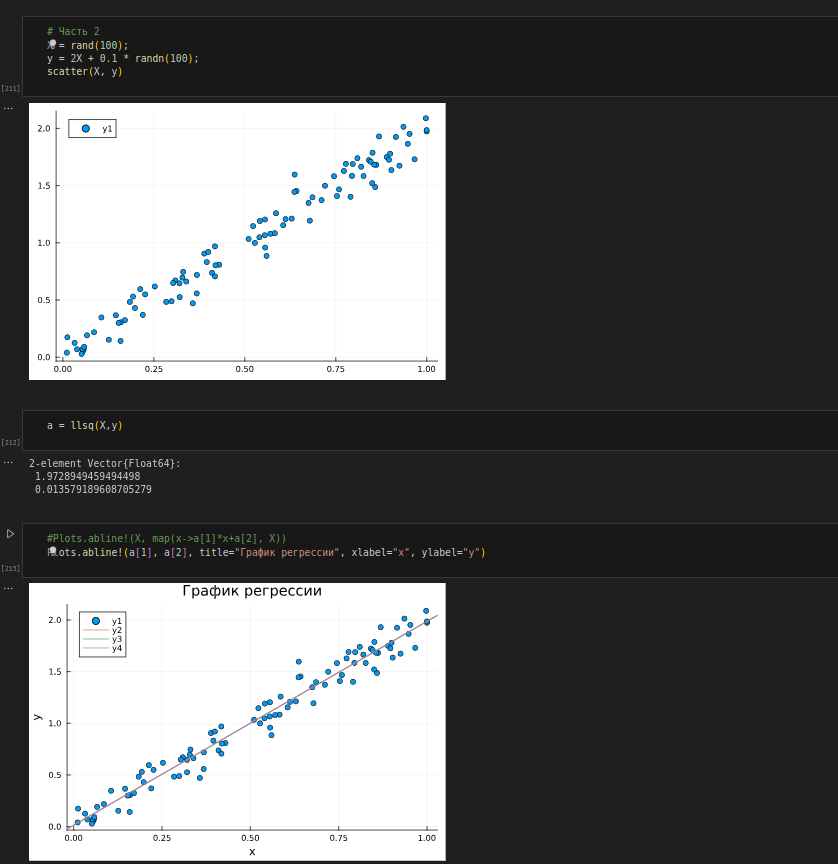 # Часть 2
X = rand(100);
y = 2X + 0.1 * randn(100);
scatter(X, y)
[211]
...
y1
2.0
1.5
1.0
0.5
0.0
0.00 0.25 0.50 0.75 1.00
a = llsq(X,y)
[212]
...
2-element Vector{Float64}:
1.9728949459494498
0.013579189608705279
#Plots.abline!(X, map(x->a[1]*x+a[2], X))
Plots.abline!(a[1], a[2], title="График регрессии", xlabel="x", ylabel="y")
[215]
...
График регрессии
y1
y2
y3
y4
2.0
1.5
1.0
0.5
0.0
y
0.00 0.25 0.50 0.75 1.00
x